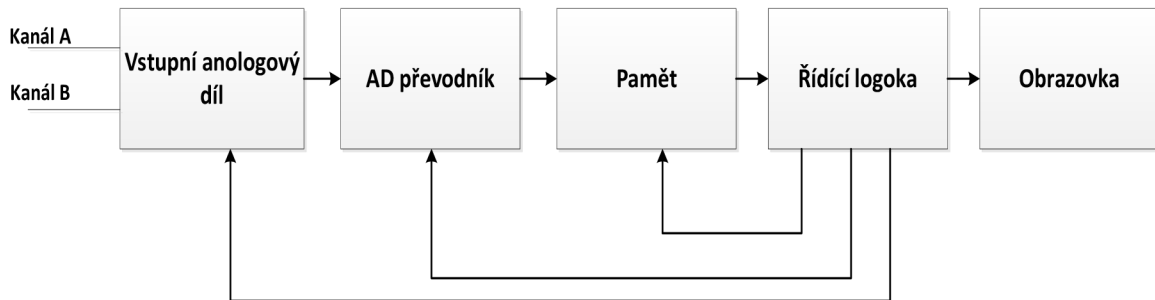 Kanál A
Kanál B
Vstupní anologový
díl
AD převodník
Pamět
Řídící logoka
Obrazovka